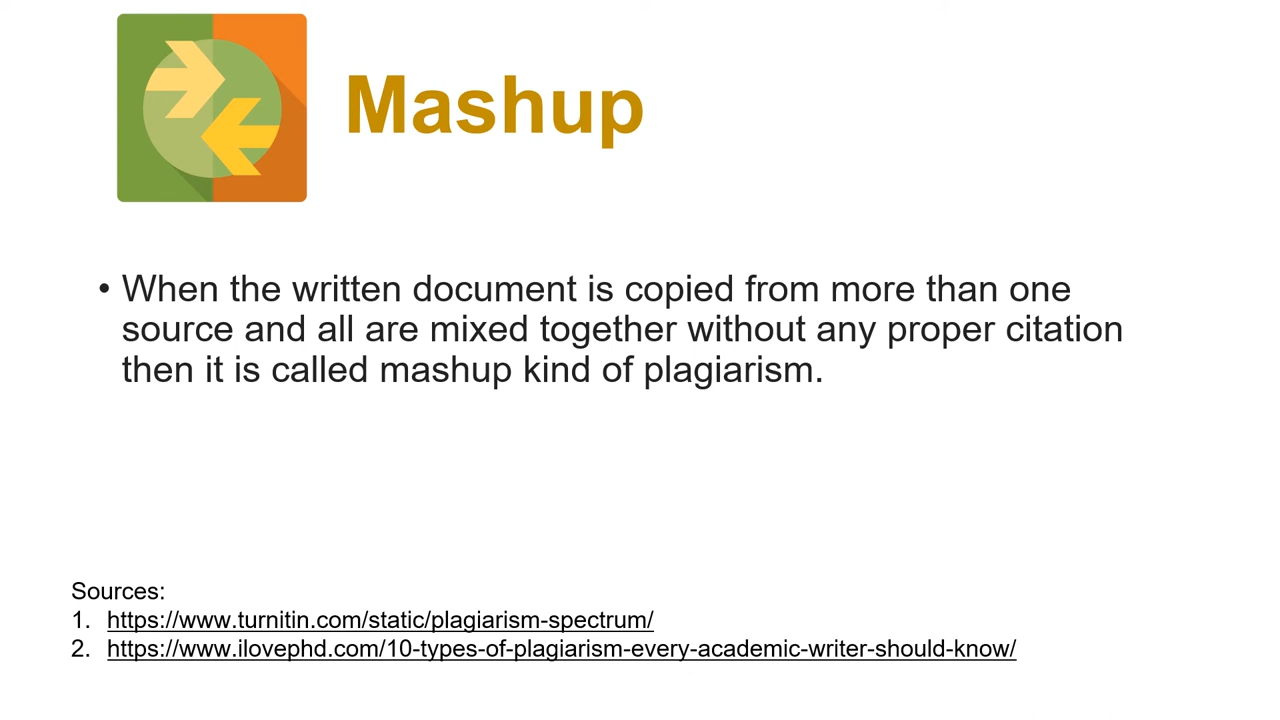 Mashup
• When the written document is copied from more than one
source and all are mixed together without any proper citation
then it is called mashup kind of plagiarism.
Sources:
1. https://www.turnitin.com/static/plagiarism-spectrum/
2. https://www.ilovephd.com/10-types-of-plagiarism-every-academic-writer-should-know/